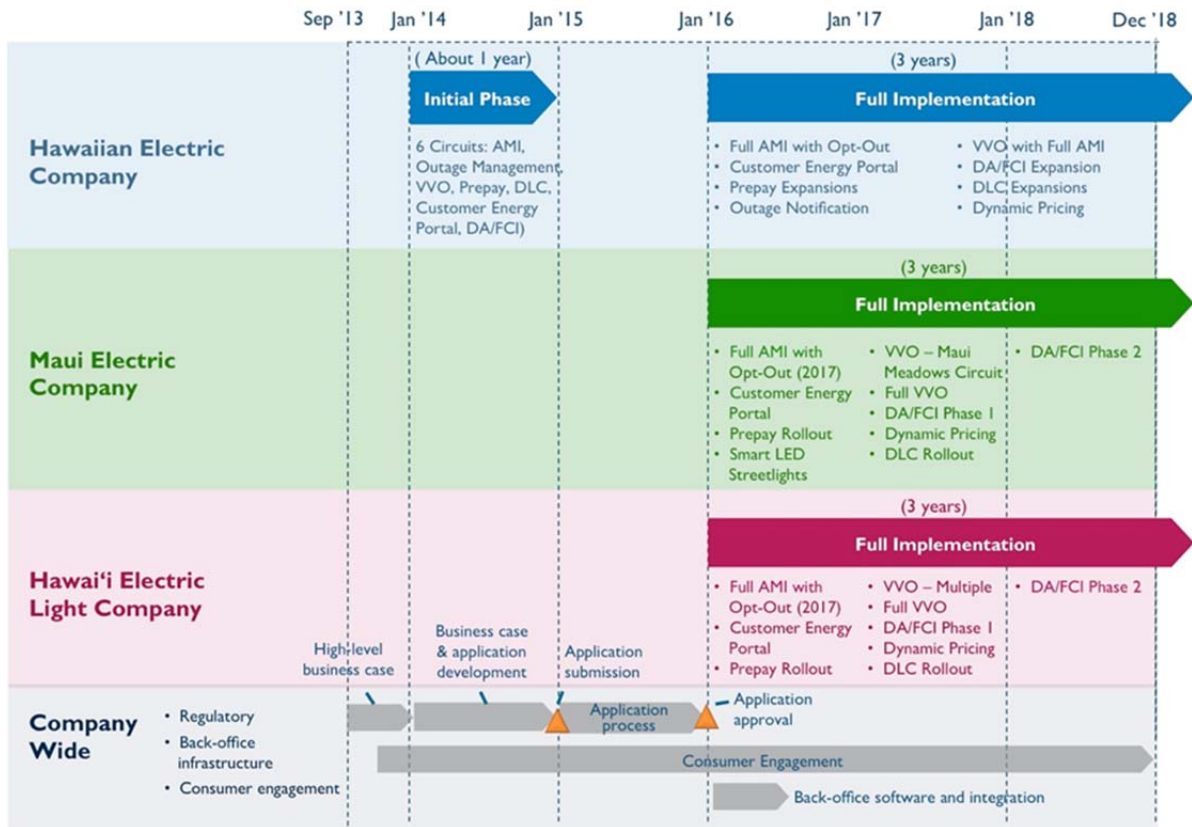 Sep '13 Jan '14 Jan '15 Jan '16 Jan '17 Jan '18 Dec '18
Hawaiian Electric
Company
( About 1 year)
Initial Phase
6 Circuits: AMI,
Outage Management,
VVO, Prepay, DLC,
Customer Energy
Portal, DA/FCI)
(3 years)
Full Implementation
• Full AMI with Opt-Out
• Customer Energy Portal
• Prepay Expansions
• Outage Notification
• VVO with Full AMI
• DA/FCI Expansion
• DLC Expansions
• Dynamic Pricing
Maui Electric
Company
(3 years)
Full Implementation
• Full AMI with
Opt-Out (2017)
• Customer Energy
Portal
• Prepay Rollout
• Smart LED
Streetlights
• VVO – Maui
Meadows Circuit
• Full VVO
• DA/FCI Phase 1
• Dynamic Pricing
• DLC Rollout
• DA/FCI Phase 2
Hawai‘i Electric
Light Company
(3 years)
Full Implementation
• Full AMI with
Opt-Out (2017)
• Customer Energy
Portal
• Prepay Rollout
• VVO – Multiple
• Full VVO
• DA/FCI Phase 1
• Dynamic Pricing
• DLC Rollout
• DA/FCI Phase 2
High-level
business case
Business case
& application
development
Application
submission
Company
Wide
• Regulatory
• Back-office
infrastructure
• Consumer engagement
Application
process
Application
approval
Consumer Engagement
Back-office software and integration